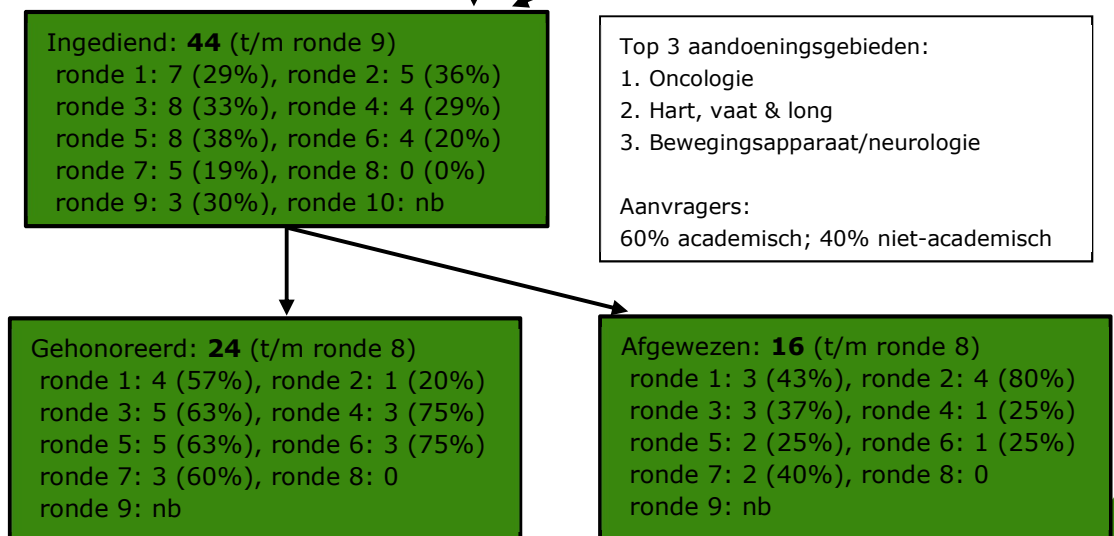 Ingediend: 44 (t/m ronde 9)
ronde 1: 7 (29%), ronde 2: 5 (36%)
ronde 3: 8 (33%), ronde 4: 4 (29%)
ronde 5: 8 (38%), ronde 6: 4 (20%)
ronde 7: 5 (19%), ronde 8: 0 (0%)
ronde 9: 3 (30%), ronde 10: nb
Top 3 aandoeningsgebieden:
1. Oncologie
2. Hart, vaat & long
3. Bewegingsapparaat/neurologie
Aanvragers:
60% academisch; 40% niet-academisch
Gehonoreerd: 24 (t/m ronde 8)
ronde 1: 4 (57%), ronde 2: 1 (20%)
ronde 3: 5 (63%), ronde 4: 3 (75%)
ronde 5: 5 (63%), ronde 6: 3 (75%)
ronde 7: 3 (60%), ronde 8: 0
ronde 9: nb
Afgewezen: 16 (t/m ronde 8)
ronde 1: 3 (43%), ronde 2: 4 (80%)
ronde 3: 3 (37%), ronde 4: 1 (25%)
ronde 5: 2 (25%), ronde 6: 1 (25%)
ronde 7: 2 (40%), ronde 8: 0
ronde 9: nb